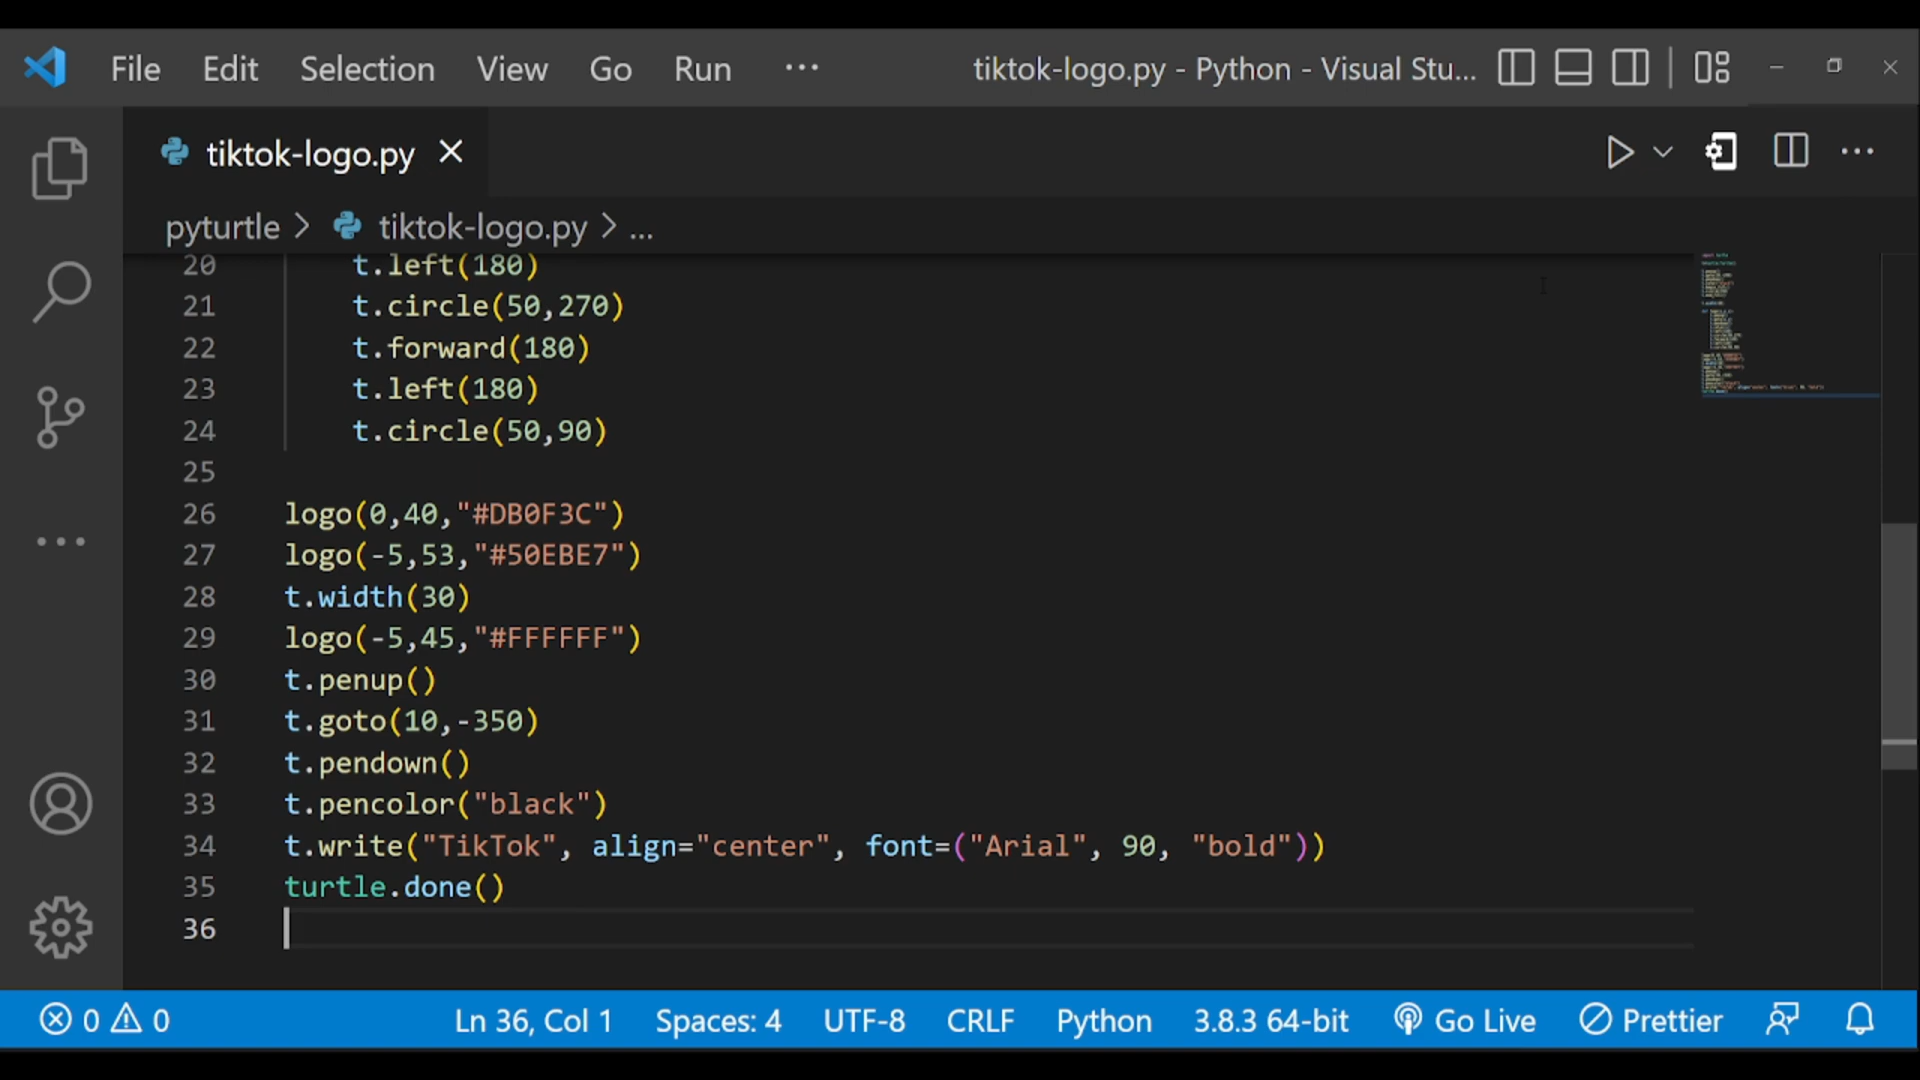 File Edit Selection View Go Run ... tiktok-logo.py - Python - Visual Stu...
tiktok-logo.py
pyturtle > tiktok-logo.py > ...
20 t.left(180)
21 t.circle(50,270)
22 t.forward(180)
23 t.left(180)
24 t.circle(50,90)
25
26 logo(0,40,"#DB0F3C")
27 logo(-5,53,"#50EBE7")
28 t.width(30)
29 logo(-5,45,"#FFFFFF")
30 t.penup()
31 t.goto(10,-350)
32 t.pendown()
33 t.pencolor("black")
34 t.write("TikTok", align="center", font=("Arial", 90, "bold"))
35 turtle.done()
36
0 0 Ln 36, Col 1 Spaces: 4 UTF-8 CRLF Python 3.8.3 64-bit Go Live Prettier